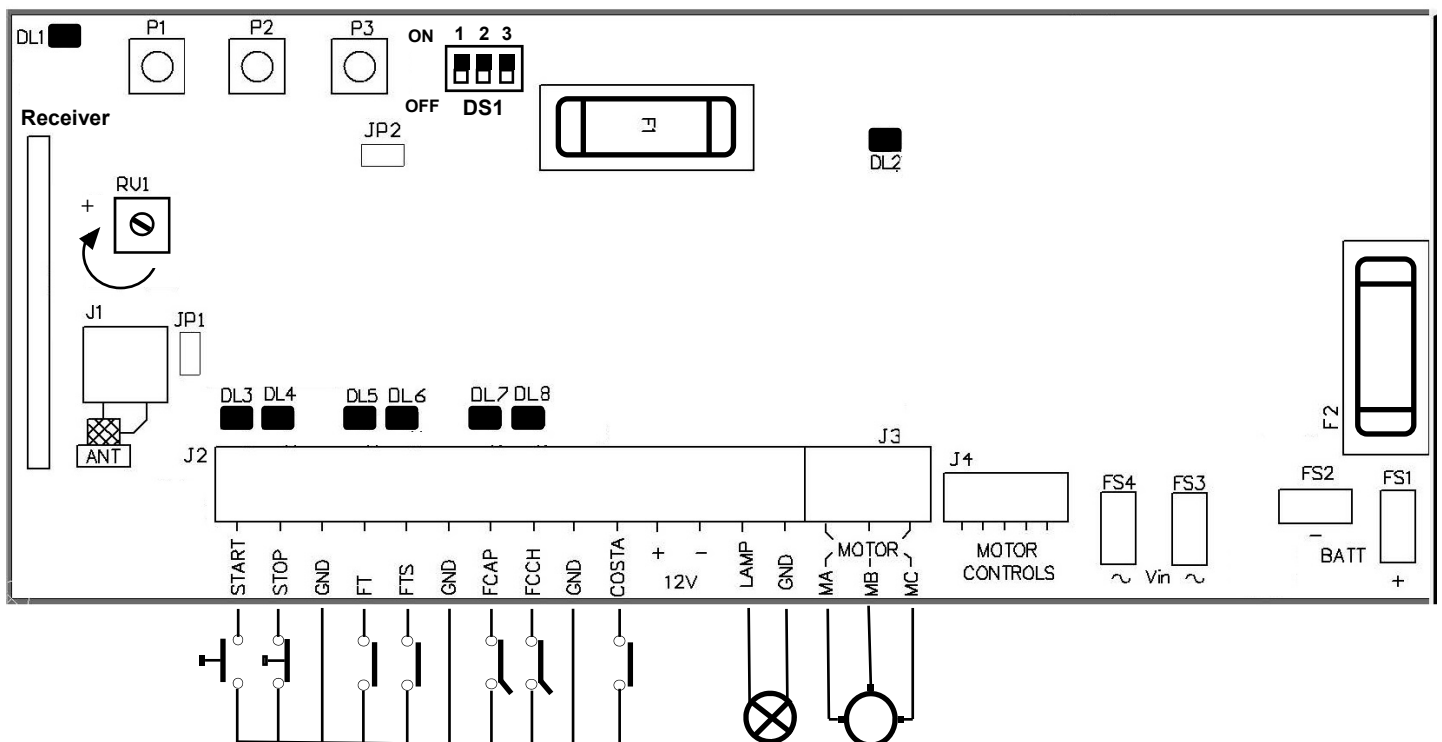 DL1
P1 P2 P3
ON 1 2 3
OFF DS1
Receiver
JP2
F1
DL2
RV1
+
J1
JP1
F2
DL3 DL4 DL5 DL6 DL7 DL8
ANT
J2
J3
J4
FS4 FS3 FS2 FS1
START
STOP
GND
FT
FTS
GND
FCAP
FCCH
GND
COSTA
+ -
12V
LAMP
GND
MOTOR
MA
MB
MC
MOTOR
CONTROLS
~ Vin ~
-
BATT
+